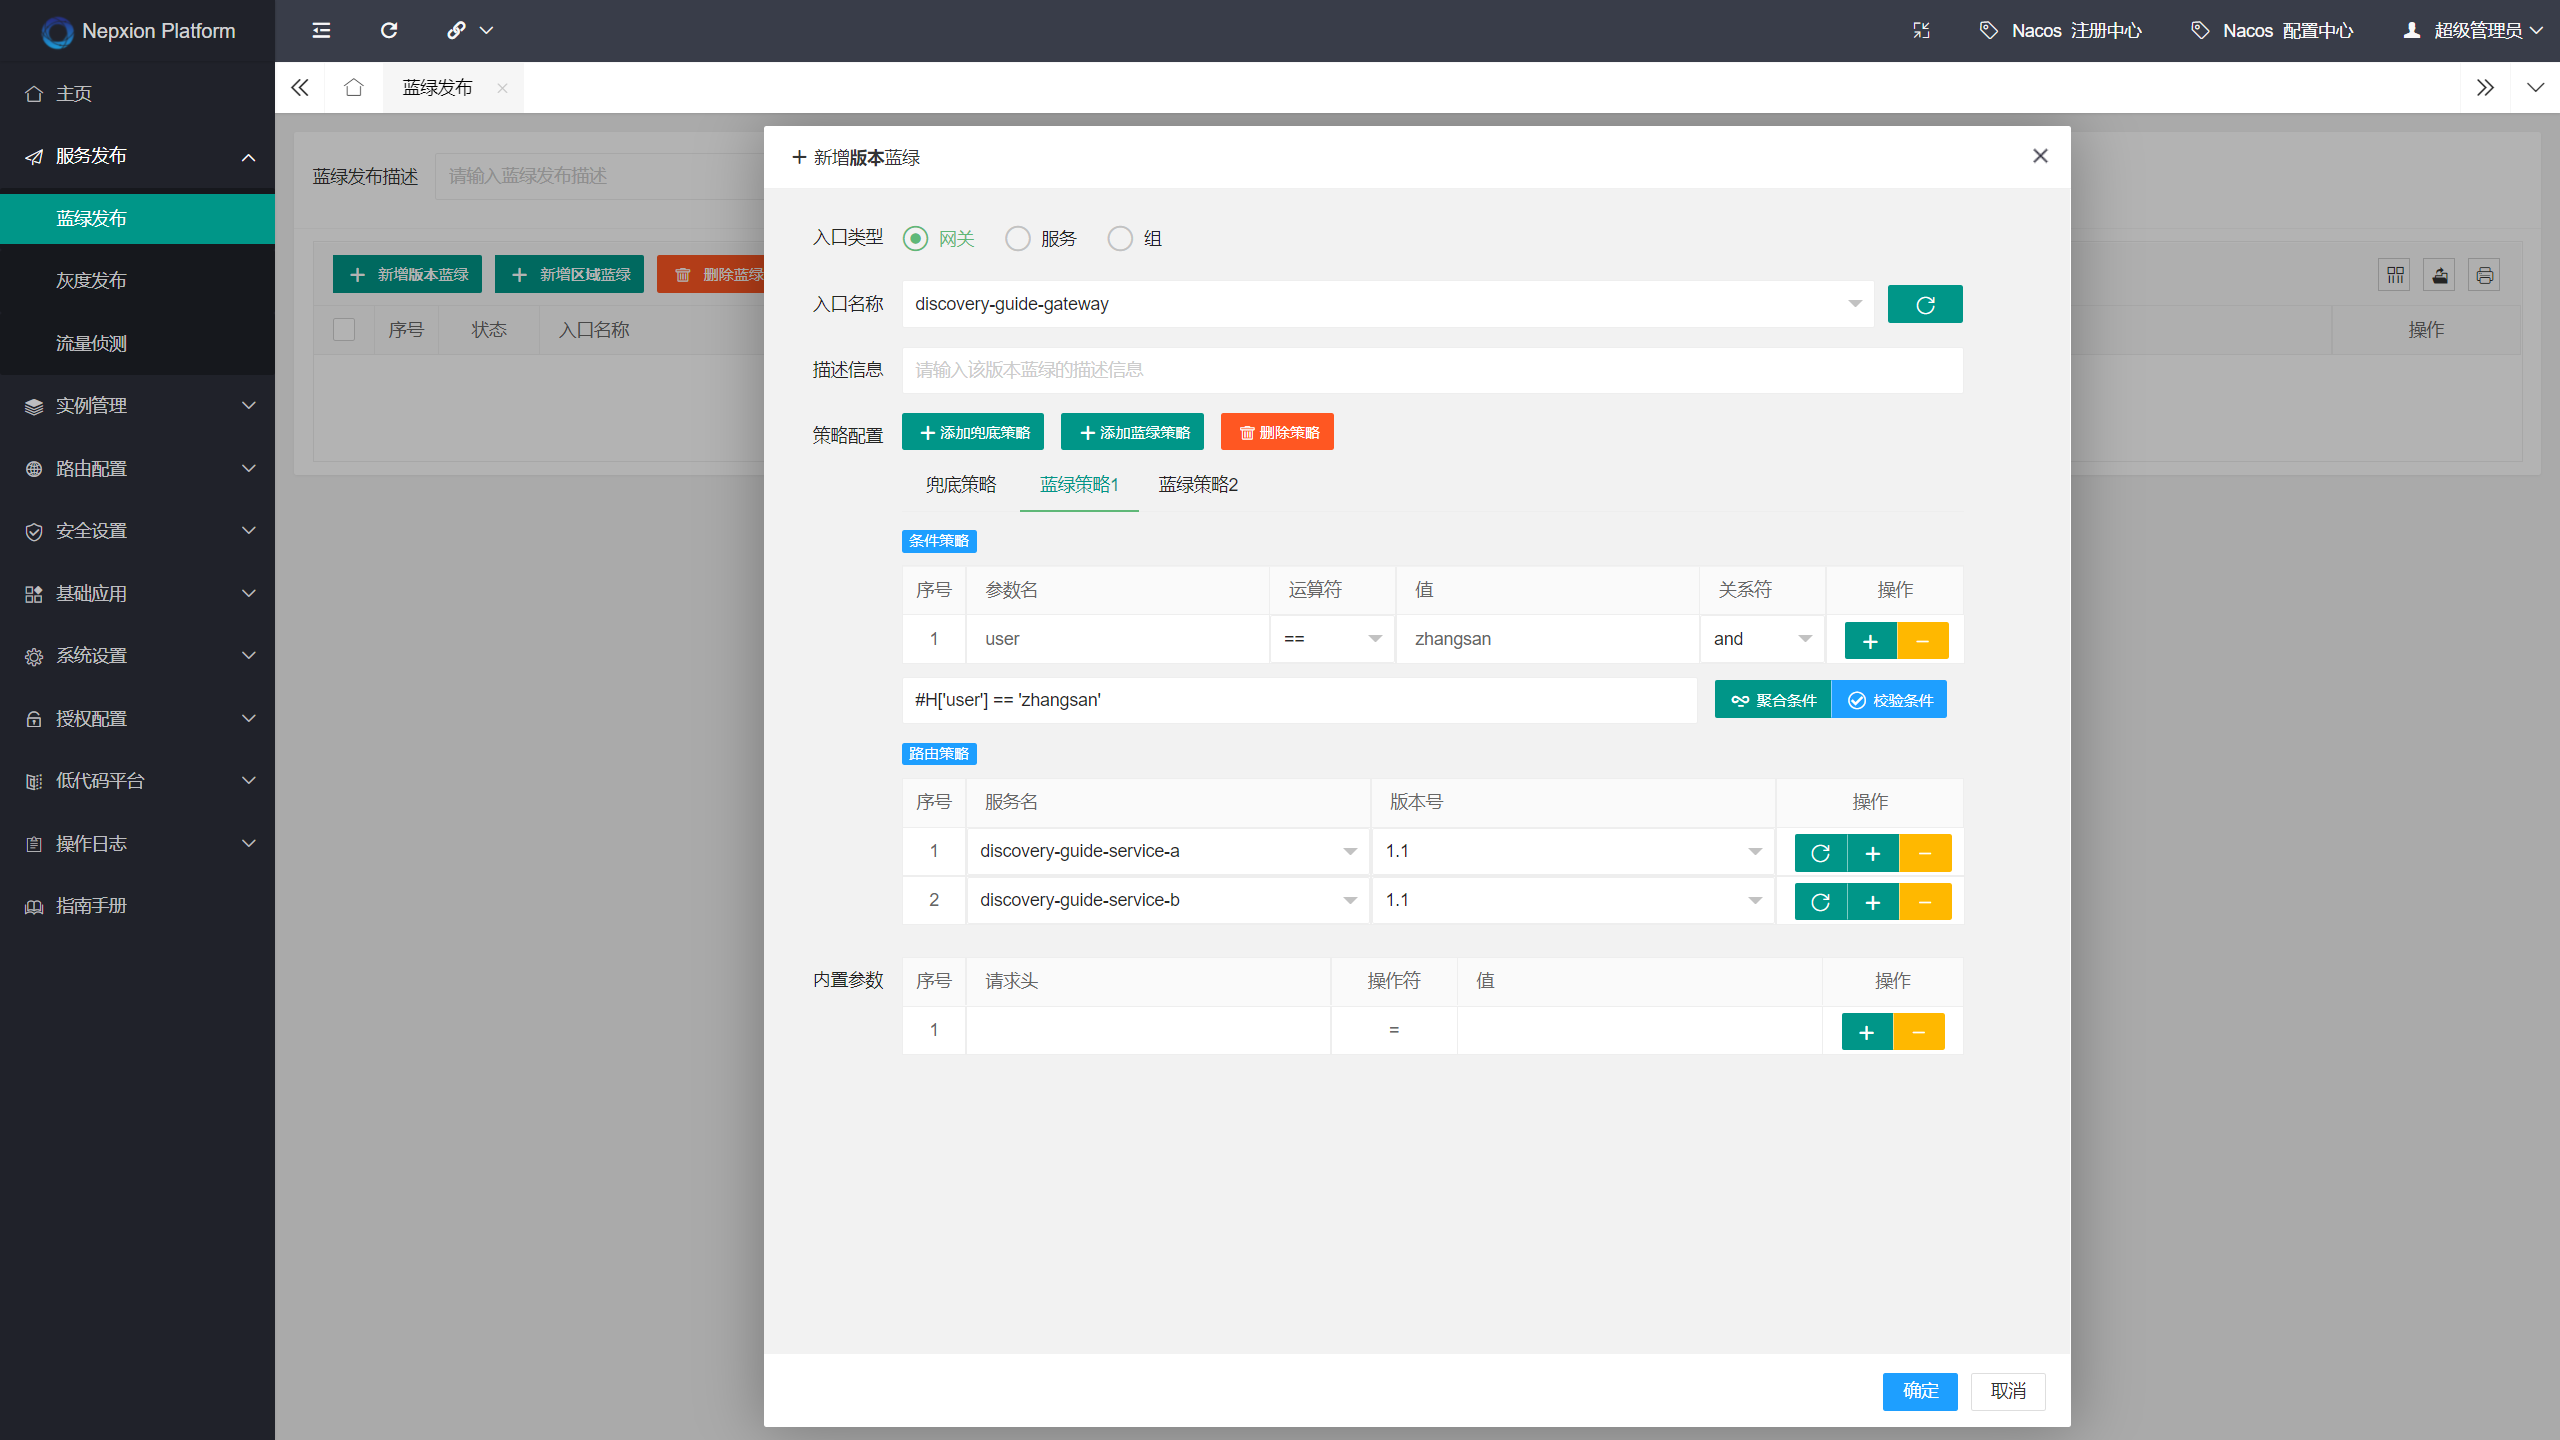 Nepxion Platform
Nacos 注册中心
Nacos 配置中心
超级管理员
主页
服务发布
蓝绿发布
灰度发布
流量侦测
实例管理
路由配置
安全设置
基础应用
系统设置
授权配置
低代码平台
操作日志
指南手册
蓝绿发布
蓝绿发布描述
请输入蓝绿发布描述
新增版本蓝绿
新增区域蓝绿
删除蓝绿
序号
状态
入口名称
操作
新增版本蓝绿
入口类型
网关
服务
组
入口名称
discovery-guide-gateway
描述信息
请输入该版本蓝绿的描述信息
策略配置
添加兜底策略
添加蓝绿策略
删除策略
兜底策略
蓝绿策略1
蓝绿策略2
条件策略
序号 参数名 运算符 值 关系符 操作
1 user == zhangsan and
#H['user'] == 'zhangsan'
聚合条件
校验条件
路由策略
序号 服务名 版本号 操作
1 discovery-guide-service-a 1.1
2 discovery-guide-service-b 1.1
内置参数
序号 请求头 操作符 值 操作
1 =
确定
取消